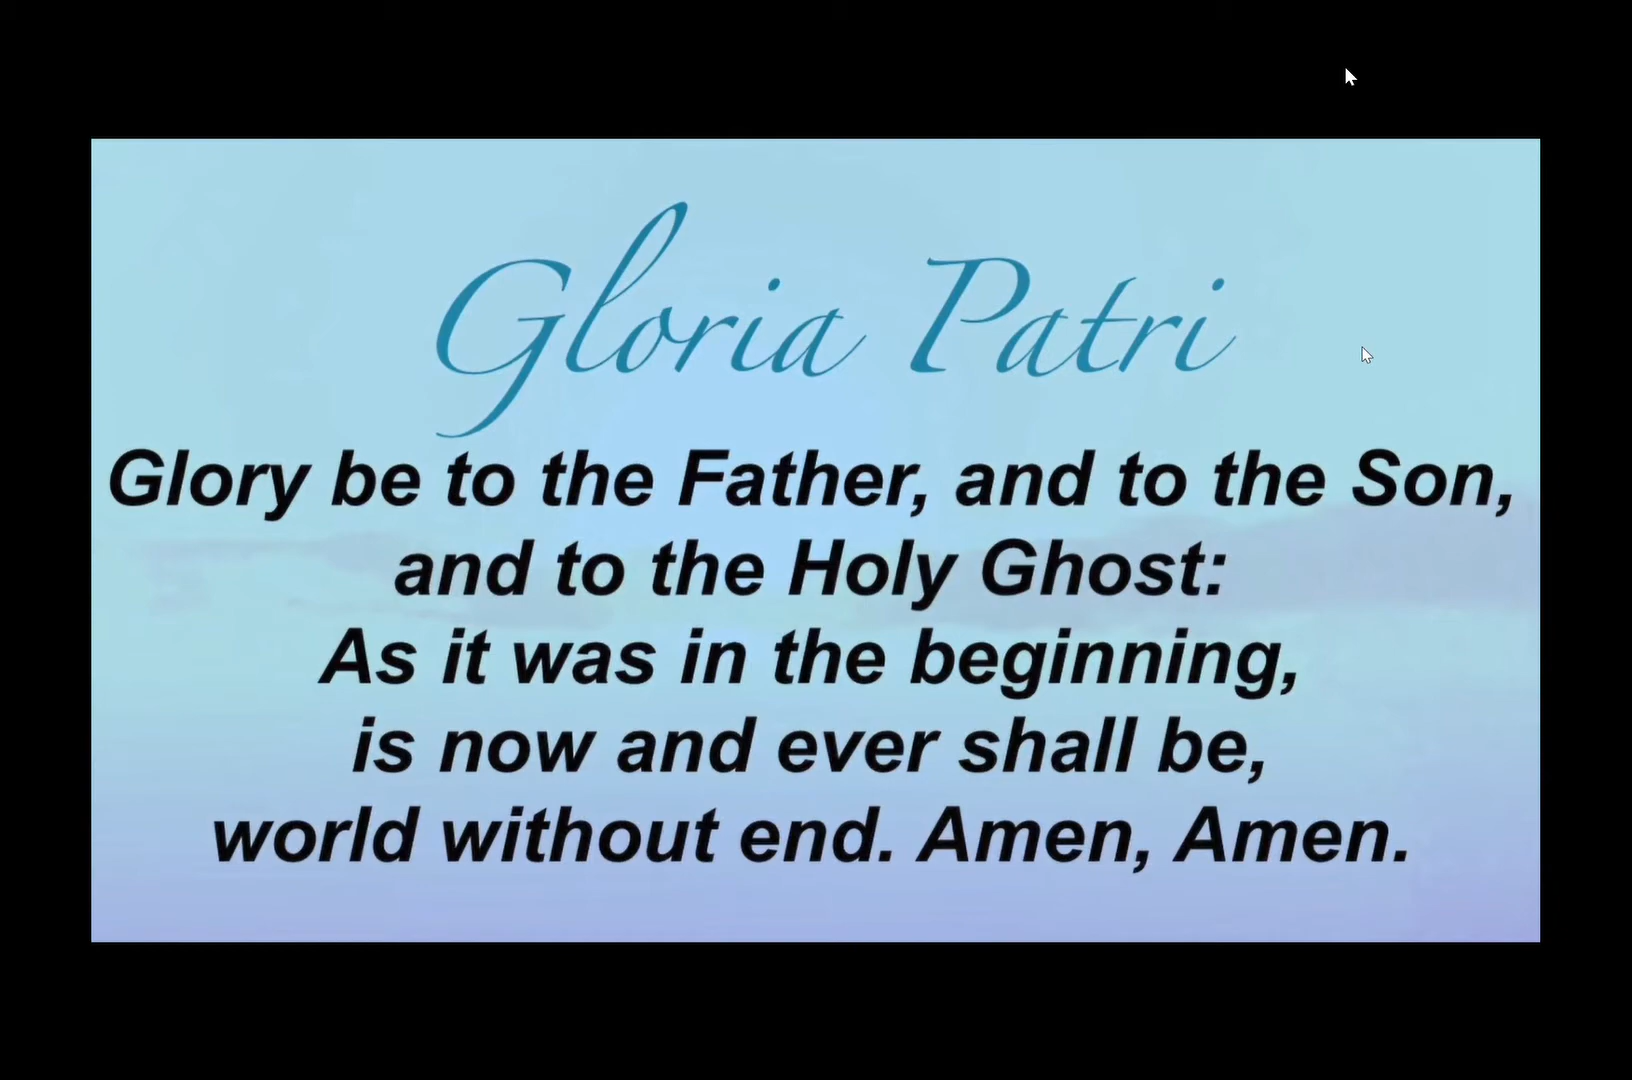 Gloria Patri
Glory be to the Father, and to the Son,
and to the Holy Ghost:
As it was in the beginning,
is now and ever shall be,
world without end. Amen, Amen.